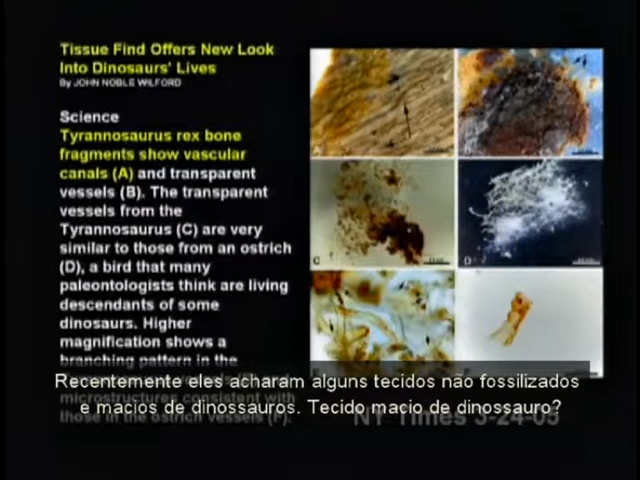 Tissue Find Offers New Look
Into Dinosaurs' Lives
By JOHN NOBLE WILFORD
Science
Tyrannosaurus rex bone
fragments show vascular
canals (A) and transparent
vessels (B). The transparent
vessels from the
Tyrannosaurus (C) are very
similar to those from an ostrich
(D), a bird that many
paleontologists think are living
descendants of some
dinosaurs. Higher
magnification shows a
branching pattern in the
microstructures consistent with
those in the ostrich vessels (F).
C
D
Recentemente eles acharam alguns tecidos não fossilizados
e macios de dinossauros. Tecido macio de dinossauro?
NY Times 3-24-05